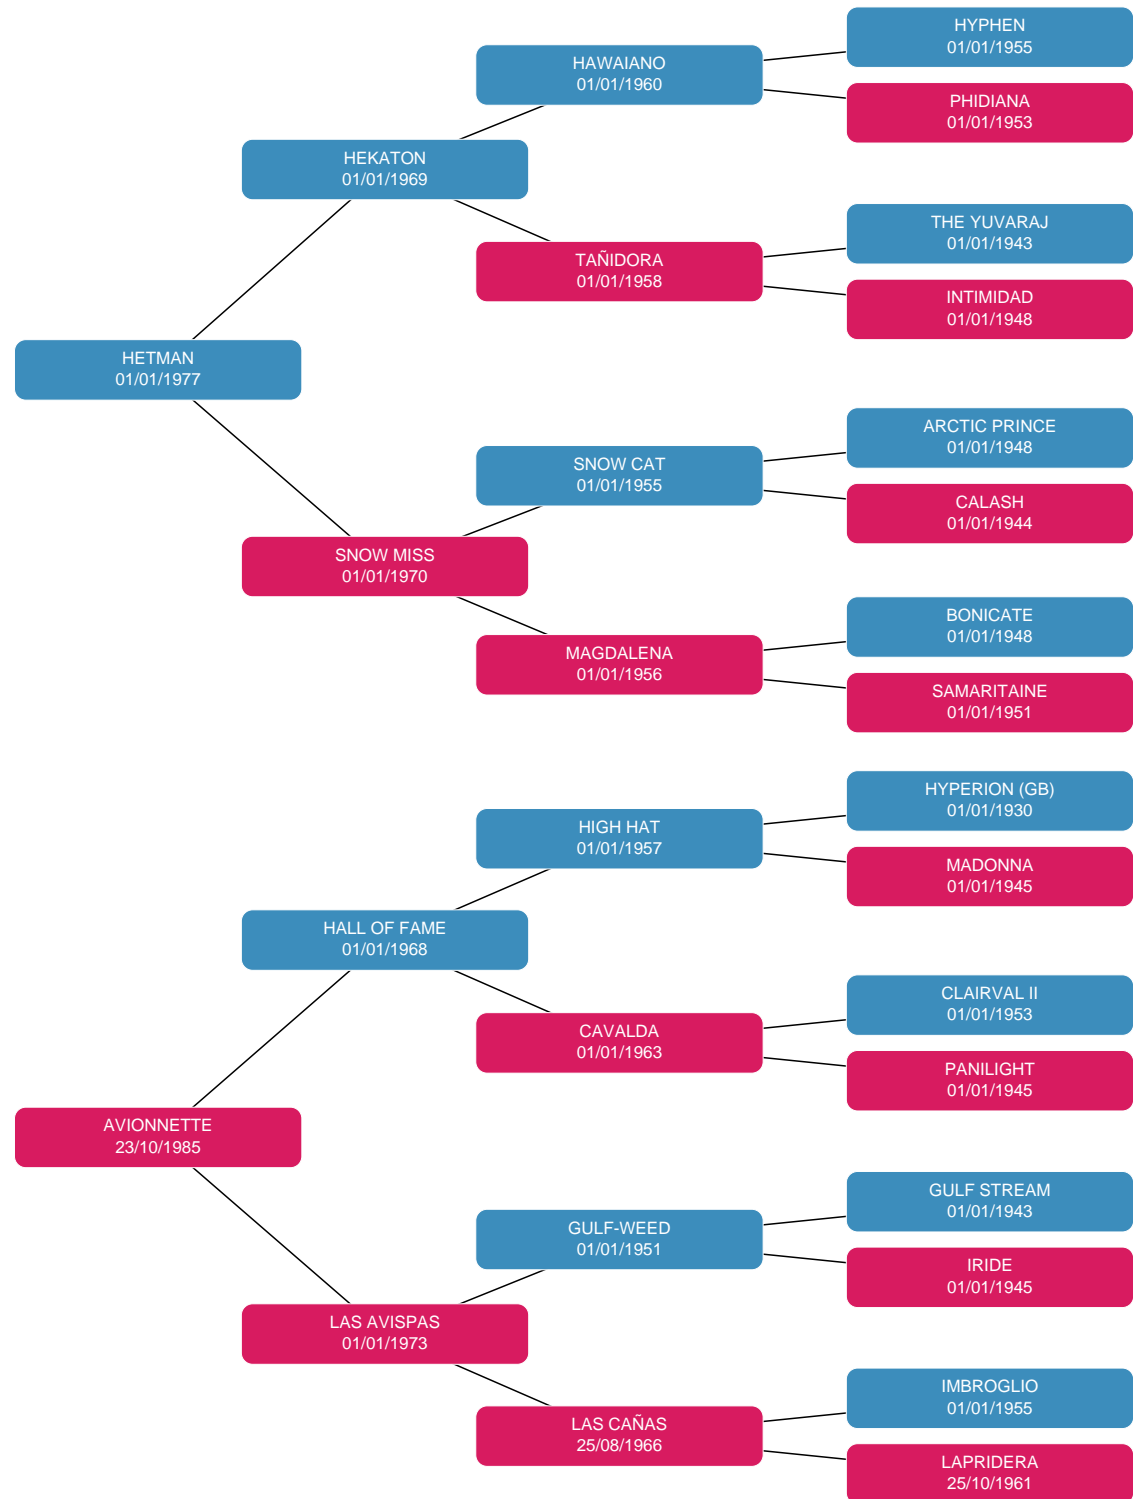 HYPHEN
01/01/1955
HAWAIANO
01/01/1960
PHIDIANA
01/01/1953
HEKATON
01/01/1969
THE YUVARAJ
01/01/1943
TAÑIDORA
01/01/1958
INTIMIDAD
01/01/1948
HETMAN
01/01/1977
ARCTIC PRINCE
01/01/1948
SNOW CAT
01/01/1955
CALASH
01/01/1944
SNOW MISS
01/01/1970
BONICATE
01/01/1948
MAGDALENA
01/01/1956
SAMARITAINE
01/01/1951
HYPERION (GB)
01/01/1930
HIGH HAT
01/01/1957
MADONNA
01/01/1945
HALL OF FAME
01/01/1968
CLAIRVAL II
01/01/1953
CAVALDA
01/01/1963
PANILIGHT
01/01/1945
AVIONNETTE
23/10/1985
GULF STREAM
01/01/1943
GULF-WEED
01/01/1951
IRIDE
01/01/1945
LAS AVISPAS
01/01/1973
IMBROGLIO
01/01/1955
LAS CAÑAS
25/08/1966
LAPRIDERA
25/10/1961